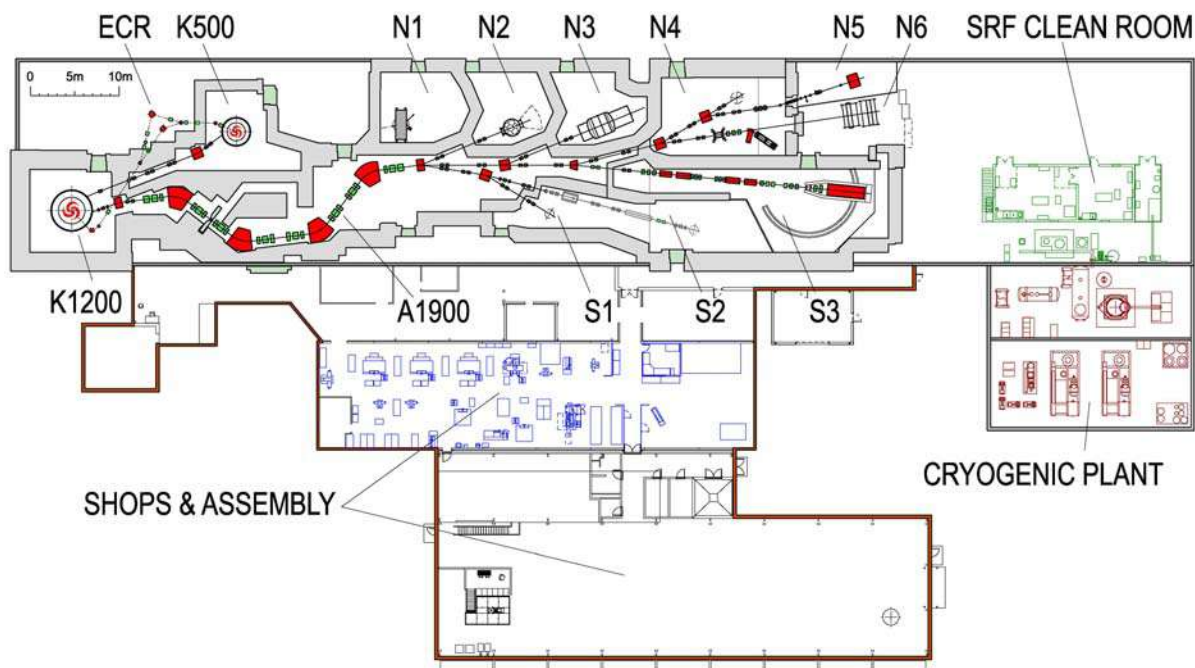 ECR K500 N1 N2 N3 N4 N5 N6 SRF CLEAN ROOM
0 5m 10m
K1200 A1900 S1 S2 S3
CRYOGENIC PLANT
SHOPS & ASSEMBLY